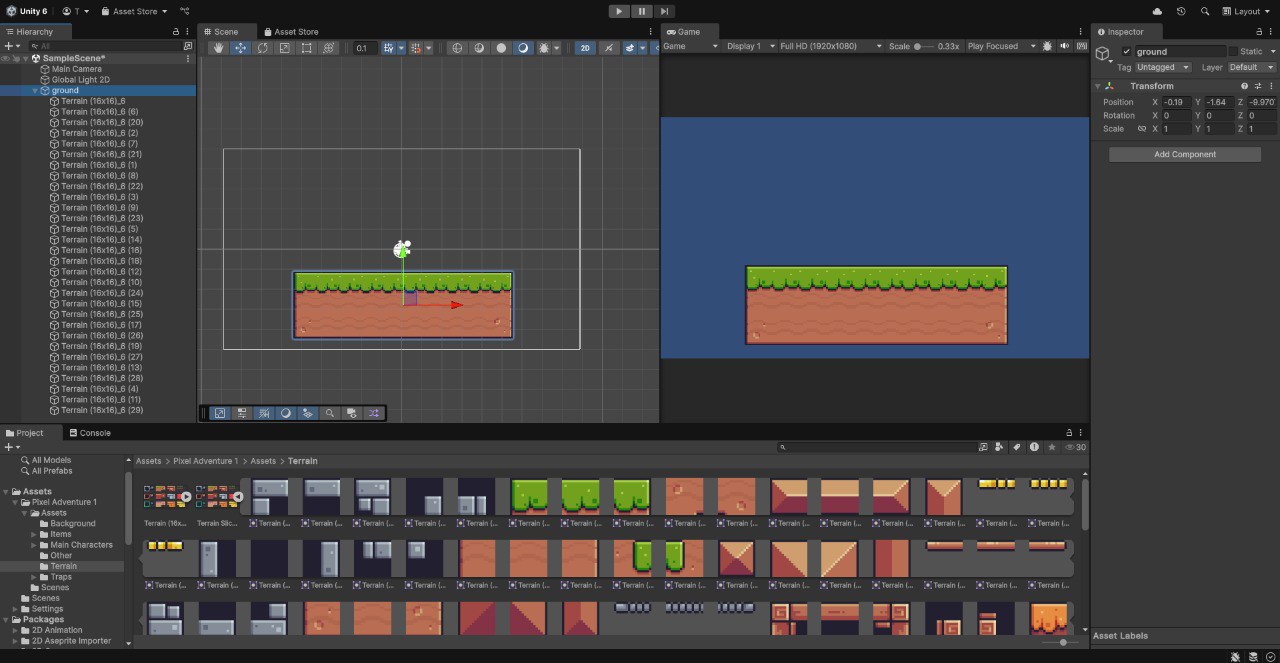 Unity 6 T Asset Store Layout
Hierarchy Scene Asset Store Game Inspector
All 0.1 2D Game Display 1 Full HD (1920x1080) Scale 0.33x Play Focused ground Static
SampleScene*
Main Camera
Global Light 2D
ground
Terrain (16x16)_6
Terrain (16x16)_6 (6)
Terrain (16x16)_6 (20)
Terrain (16x16)_6 (2)
Terrain (16x16)_6 (7)
Terrain (16x16)_6 (21)
Terrain (16x16)_6 (1)
Terrain (16x16)_6 (8)
Terrain (16x16)_6 (22)
Terrain (16x16)_6 (3)
Terrain (16x16)_6 (9)
Terrain (16x16)_6 (23)
Terrain (16x16)_6 (5)
Terrain (16x16)_6 (14)
Terrain (16x16)_6 (16)
Terrain (16x16)_6 (18)
Terrain (16x16)_6 (12)
Terrain (16x16)_6 (10)
Terrain (16x16)_6 (24)
Terrain (16x16)_6 (15)
Terrain (16x16)_6 (25)
Terrain (16x16)_6 (17)
Terrain (16x16)_6 (26)
Terrain (16x16)_6 (19)
Terrain (16x16)_6 (27)
Terrain (16x16)_6 (13)
Terrain (16x16)_6 (28)
Terrain (16x16)_6 (4)
Terrain (16x16)_6 (11)
Terrain (16x16)_6 (29)
Tag Untagged Layer Default
Transform
Position X -0.19 Y -1.64 Z -9.970
Rotation X 0 Y 0 Z 0
Scale X 1 Y 1 Z 1
Add Component
Project Console
30
All Models
All Prefabs
Assets
Pixel Adventure 1
Assets
Background
Items
Main Characters
Other
Terrain
Traps
Scenes
Scenes
Settings
Packages
2D Animation
2D Aseprite Importer
Assets > Pixel Adventure 1 > Assets > Terrain
Terrain (16x... Terrain Slic... Terrain (... Terrain (... Terrain (... Terrain (... Terrain (... Terrain (... Terrain (... Terrain (... Terrain (... Terrain (... Terrain (... Terrain (... Terrain (... Terrain (... Terrain (... Terrain (...
Terrain (... Terrain (... Terrain (... Terrain (... Terrain (... Terrain (... Terrain (... Terrain (... Terrain (... Terrain (... Terrain (... Terrain (... Terrain (... Terrain (... Terrain (... Terrain (... Terrain (... Terrain (...
Asset Labels